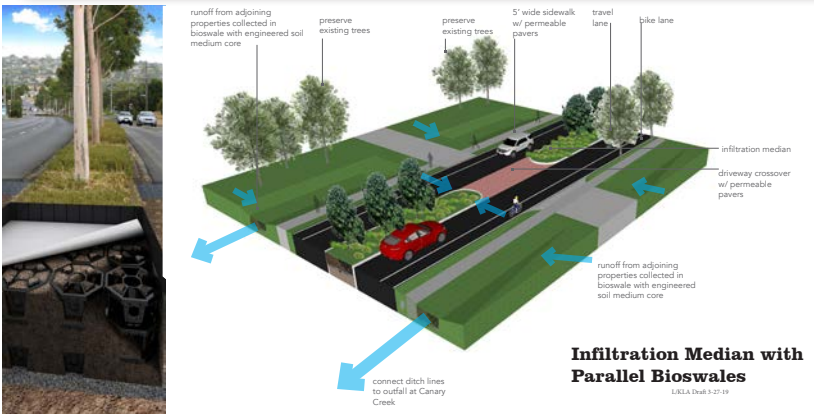 runoff from adjoining
properties collected in
bioswale with engineered soil
medium core
preserve
existing trees
preserve
existing trees
5' wide sidewalk
w/ permeable
pavers
travel
lane
bike lane
infiltration median
driveway crossover
w/ permeable
pavers
runoff from adjoining
properties collected in
bioswale with engineered
soil medium core
connect ditch lines
to outfall at Canary
Creek
Infiltration Median with
Parallel Bioswales
LJKLA Draft 3-27-19